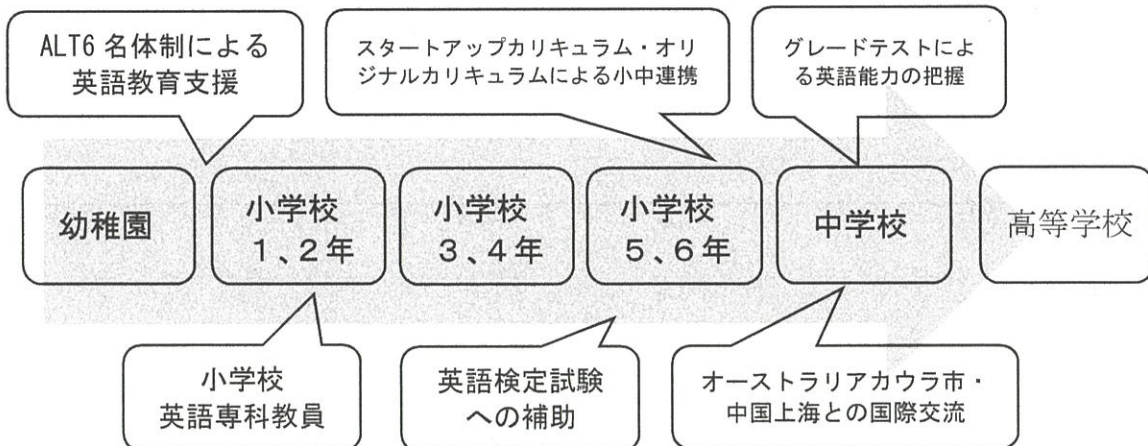 ALT6 名体制による
英語教育支援
スタートアップカリキュラム・オリ
ジナルカリキュラムによる小中連携
グレードテストによ
る英語能力の把握
幼稚園
小学校
1、2年
小学校
3、4年
小学校
5、6年
中学校
高等学校
小学校
英語専科教員
英語検定試験
への補助
オーストラリアカウラ市・
中国上海との国際交流